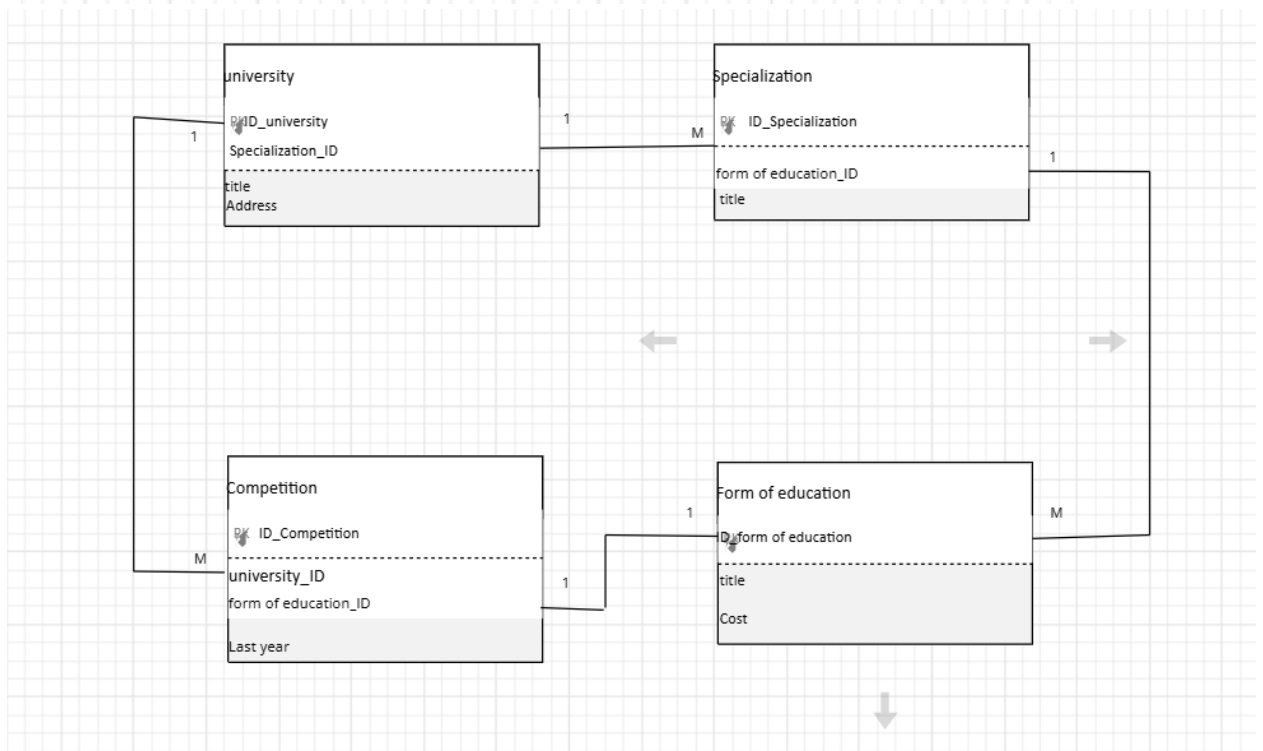 university
PK ID_university
Specialization_ID
title
Address
1
1
M
Specialization
PK ID_Specialization
form of education_ID
title
1
Competition
PK ID_Competition
university_ID
form of education_ID
Last year
M
1
1
Form of education
ID_form of education
title
Cost
M